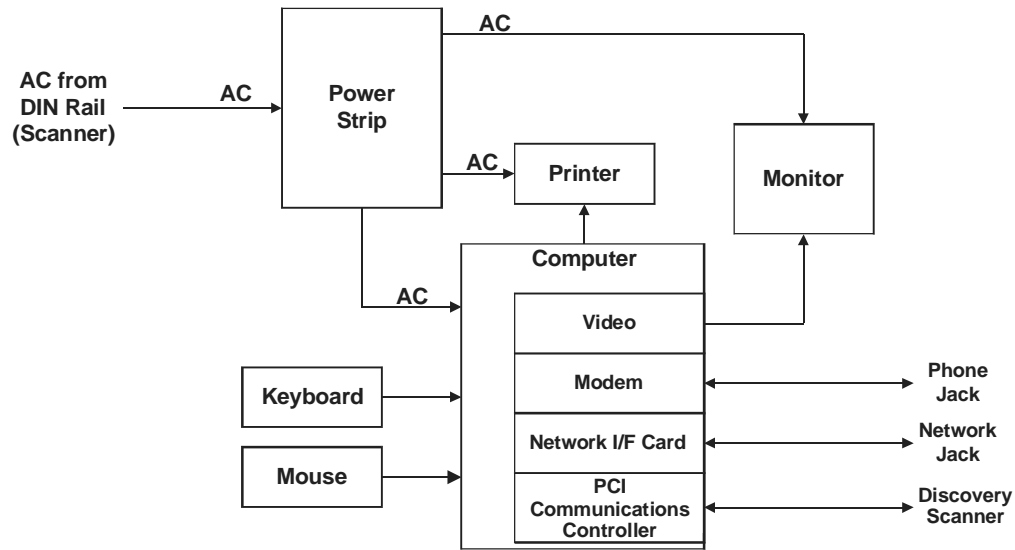 AC
AC from
DIN Rail
(Scanner)
AC
Power
Strip
AC
Printer
Monitor
Computer
AC
Video
Keyboard
Modem
Phone
Jack
Network I/F Card
Network
Jack
Mouse
PCI
Communications
Controller
Discovery
Scanner